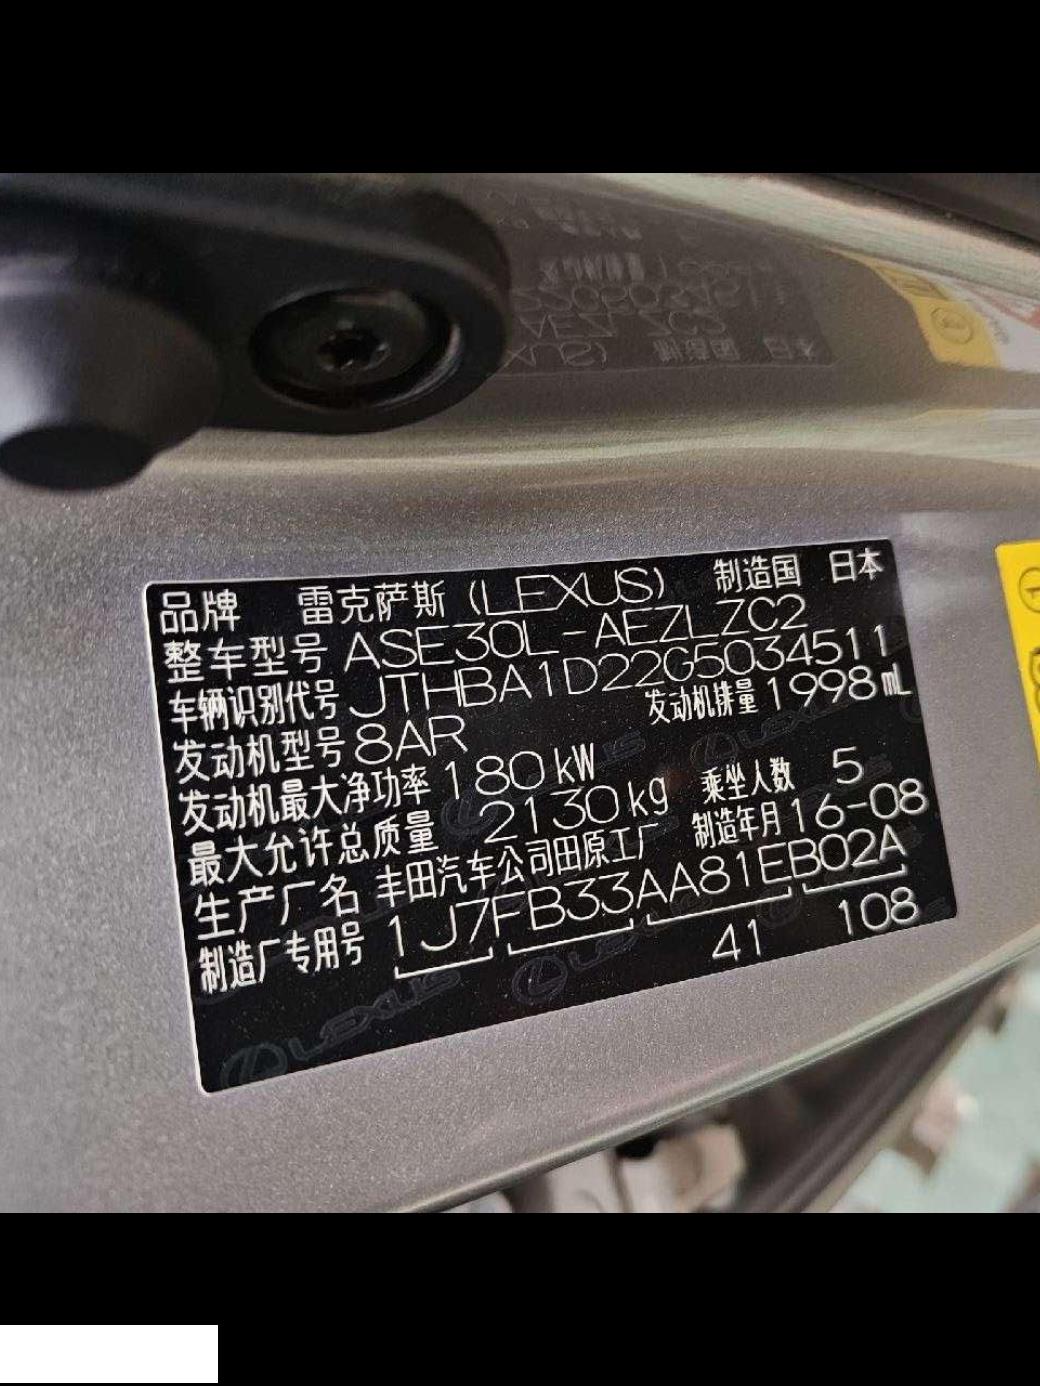 品牌 雷克萨斯 (LEXUS) 制造国 日本
整车型号 ASE30L-AEZLZC2
车辆识别代号 JTHBA1D22G5034511
发动机型号 8AR 发动机排量 1998 mL
发动机最大净功率 180 kW
最大允许总质量 2130 kg 乘坐人数 5
生产厂名 丰田汽车公司田原工厂 制造年月 16-08
制造厂专用号 1J7FB33AA81EB02A
41 108
LEXUS
LEXUS